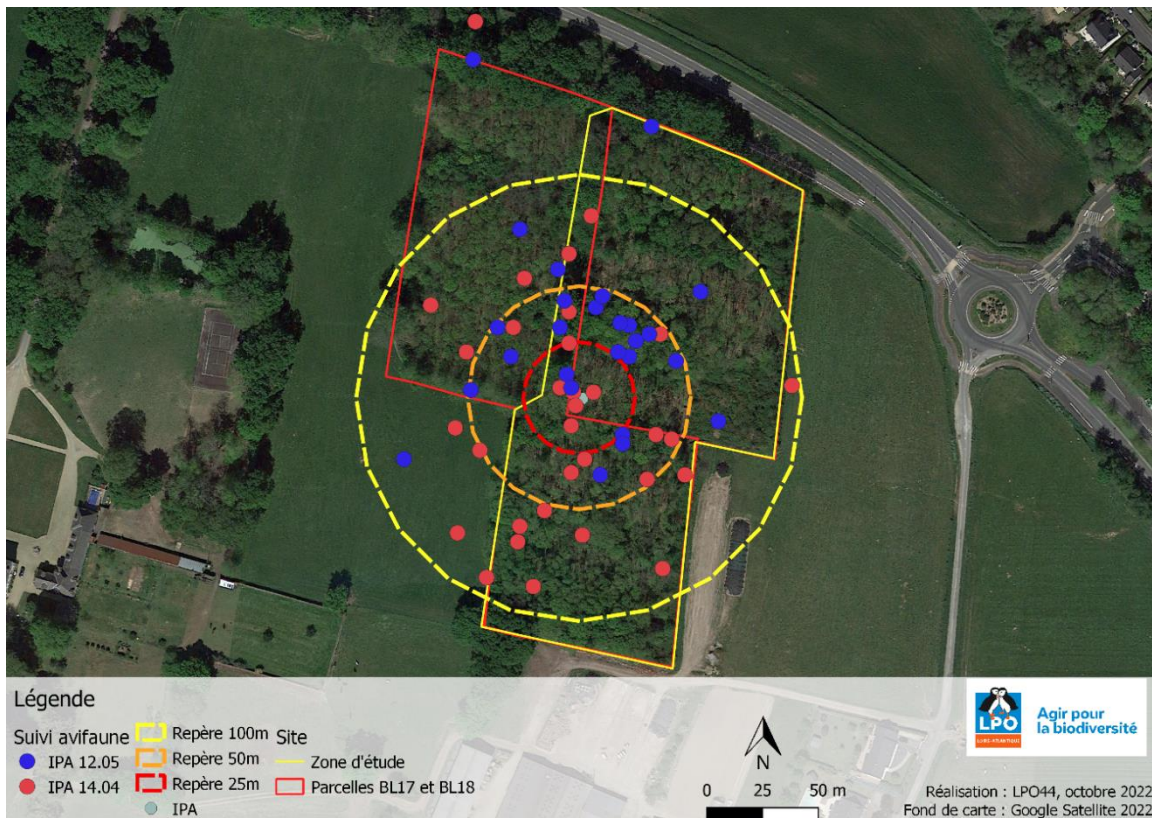 Légende
Suivi avifaune
IPA 12.05
IPA 14.04
Repère 100m
Repère 50m
Repère 25m
IPA
Site
Zone d'étude
Parcelles BL17 et BL18
N
0 25 50 m
LPO
LOIRE-ATLANTIQUE
Agir pour
la biodiversité
Réalisation : LPO44, octobre 2022
Fond de carte : Google Satellite 2022